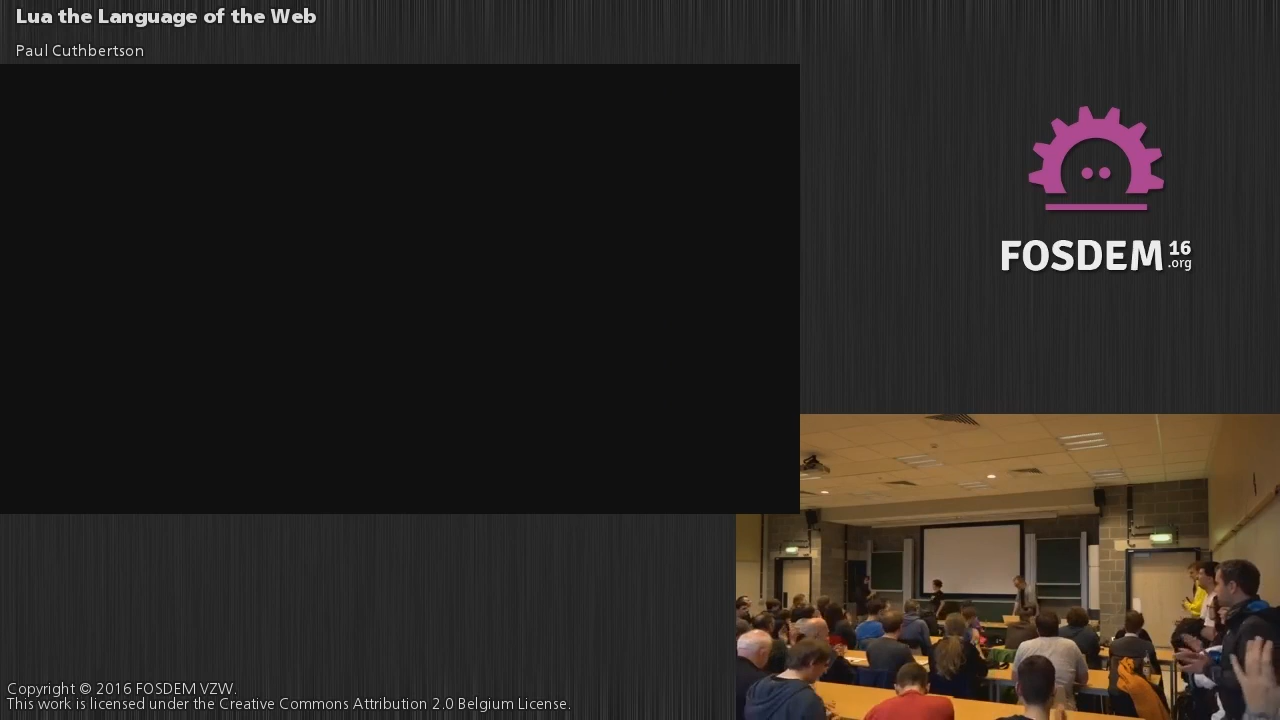 Lua the Language of the Web
Paul Cuthbertson
FOSDEM 16
.org
Copyright © 2016 FOSDEM VZW.
This work is licensed under the Creative Commons Attribution 2.0 Belgium License.